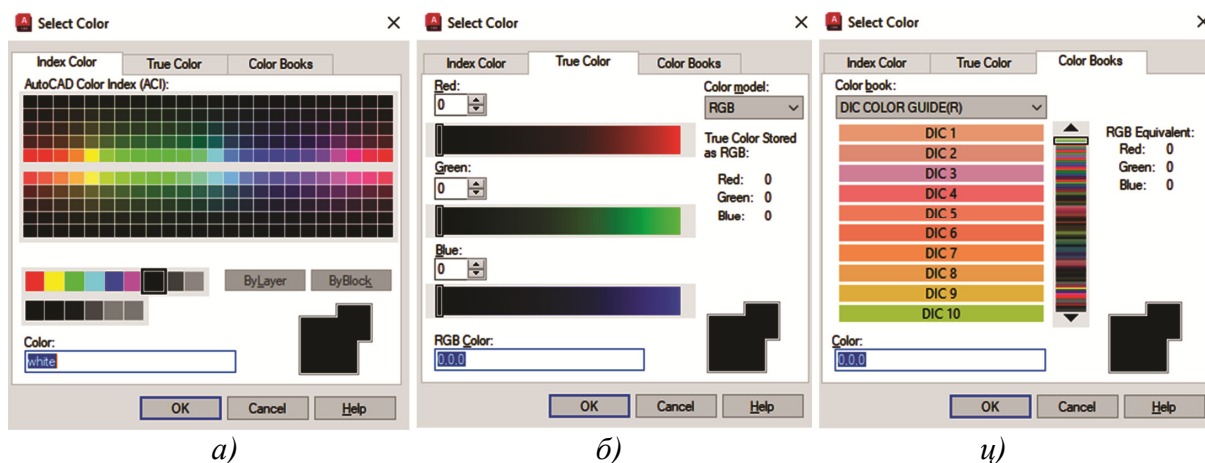 Select Color
Index Color True Color Color Books
AutoCAD Color Index (ACI):
ByLayer ByBlock
Color:
white
OK Cancel Help
а)
Select Color
Index Color True Color Color Books
Red:
0
Color model:
RGB
True Color Stored
as RGB:
Red: 0
Green: 0
Blue: 0
Green:
0
Blue:
0
RGB Color:
0,0,0
OK Cancel Help
б)
Select Color
Index Color True Color Color Books
Color book:
DIC COLOR GUIDE(R)
DIC 1
DIC 2
DIC 3
DIC 4
DIC 5
DIC 6
DIC 7
DIC 8
DIC 9
DIC 10
RGB Equivalent:
Red: 0
Green: 0
Blue: 0
Color:
0,0,0
OK Cancel Help
ц)